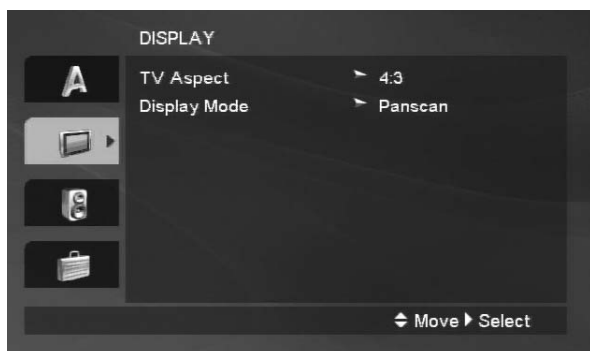 DISPLAY
A
TV Aspect 4:3
Display Mode Panscan
Move Select